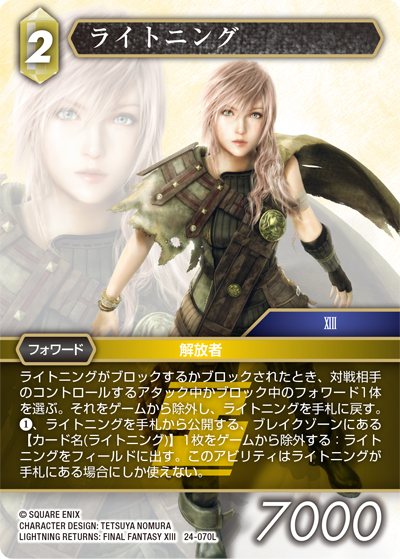 2
ライトニング
XIII
フォワード
解放者
ライトニングがブロックするかブロックされたとき、対戦相手
のコントロールするアタック中かブロック中のフォワード1体
を選ぶ。それをゲームから除外し、ライトニングを手札に戻す。
❶、ライトニングを手札から公開する、ブレイクゾーンにある
【カード名(ライトニング)】1枚をゲームから除外する：ライト
ニングをフィールドに出す。このアビリティはライトニングが
手札にある場合にしか使えない。
© SQUARE ENIX
CHARACTER DESIGN: TETSUYA NOMURA
LIGHTNING RETURNS: FINAL FANTASY XIII 24-070L
7000